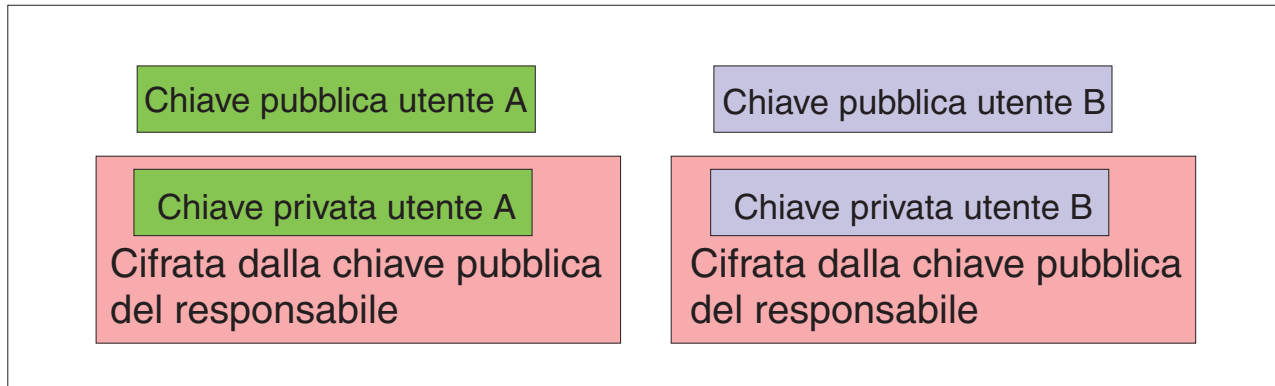 Chiave pubblica utente A
Chiave pubblica utente B
Chiave privata utente A
Cifrata dalla chiave pubblica
del responsabile
Chiave privata utente B
Cifrata dalla chiave pubblica
del responsabile